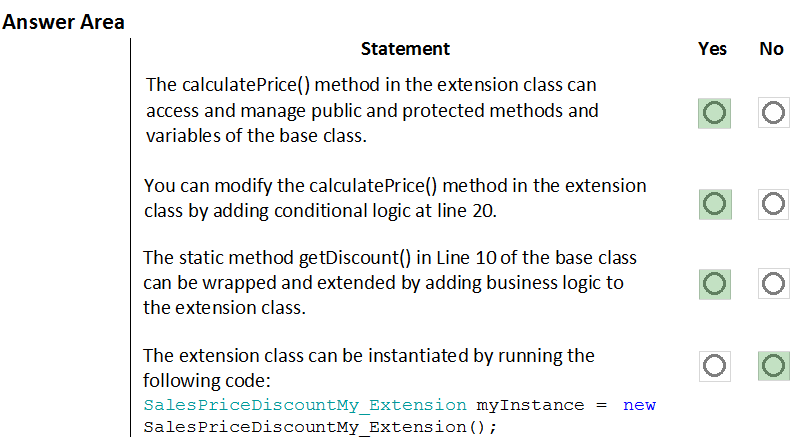 Answer Area
Statement Yes No
The calculatePrice() method in the extension class can
access and manage public and protected methods and
variables of the base class.
You can modify the calculatePrice() method in the extension
class by adding conditional logic at line 20.
The static method getDiscount() in Line 10 of the base class
can be wrapped and extended by adding business logic to
the extension class.
The extension class can be instantiated by running the
following code:
SalesPriceDiscountMy_Extension myInstance = new
SalesPriceDiscountMy_Extension();